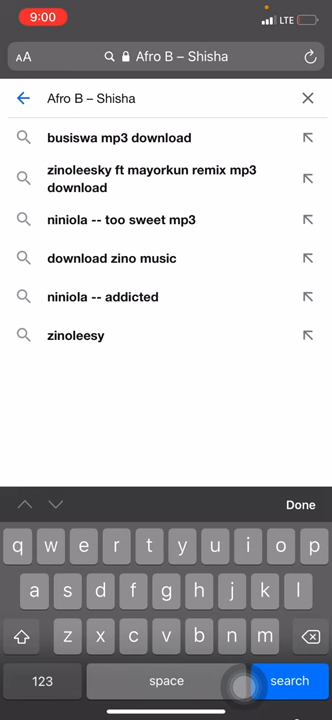 9:00
LTE
AA Afro B – Shisha
Afro B – Shisha
busiswa mp3 download
zinoleesky ft mayorkun remix mp3
download
niniola -- too sweet mp3
download zino music
niniola -- addicted
zinoleesy
Done
q w e r t y u i o p
a s d f g h j k l
z x c v b n m
123 space search